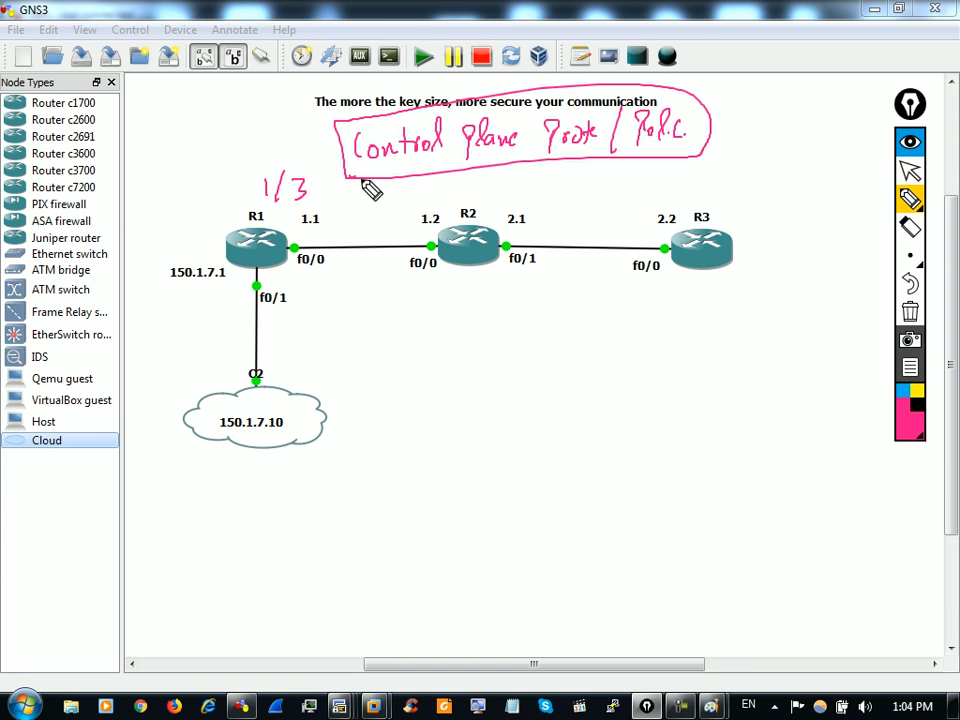 GNS3
File Edit View Control Device Annotate Help
Node Types
Router c1700
Router c2600
Router c2691
Router c3600
Router c3700
Router c7200
PIX firewall
ASA firewall
Juniper router
Ethernet switch
ATM bridge
ATM switch
Frame Relay s...
EtherSwitch ro...
IDS
Qemu guest
VirtualBox guest
Host
Cloud
The more the key size, more secure your communication
Control Plane Prote / Polic.
1/3
R1 1.1 1.2 R2 2.1 2.2 R3
f0/0 f0/0 f0/1 f0/0
150.1.7.1
f0/1
C2
150.1.7.10
AUX
EN 1:04 PM